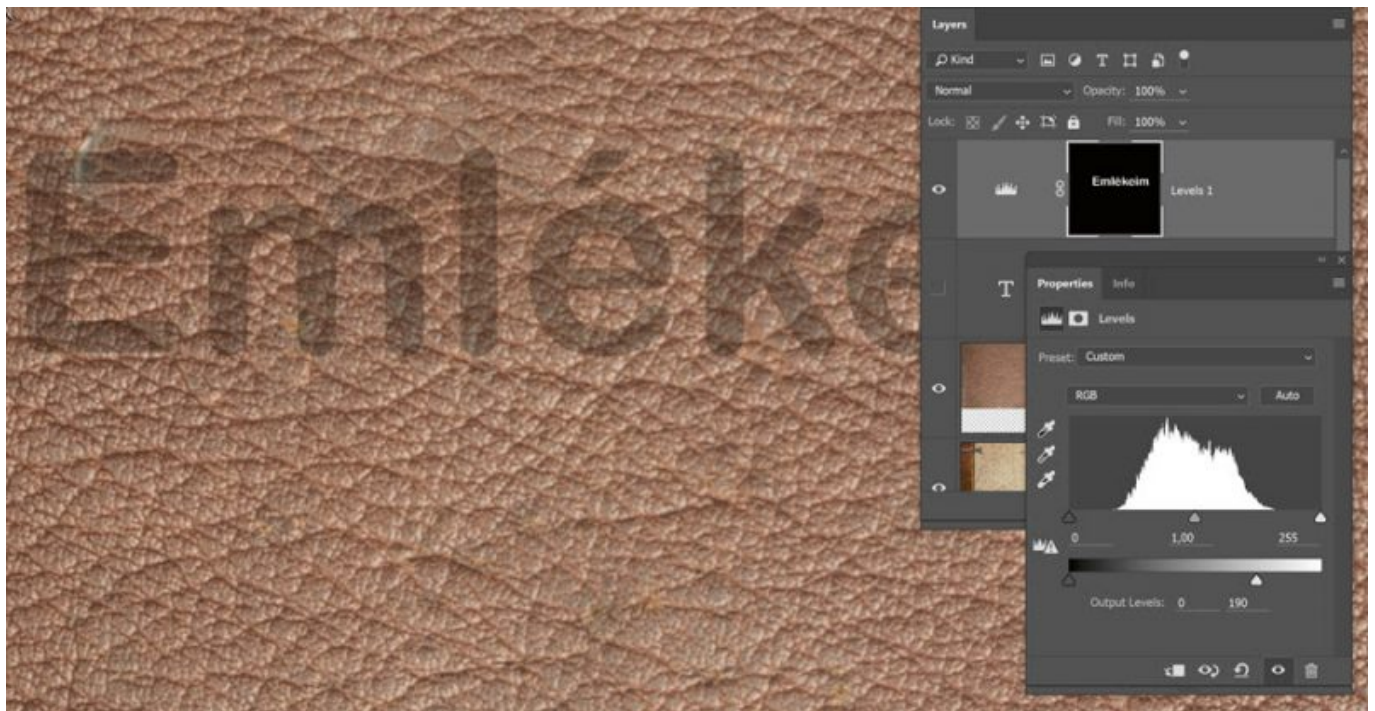 Layers
Kind
Normal
Opacity: 100%
Lock:
Fill: 100%
Emlékeim
Levels 1
T
Emléke
Properties Info
Levels
Preset: Custom
RGB
Auto
0 1,00 255
Output Levels: 0 190